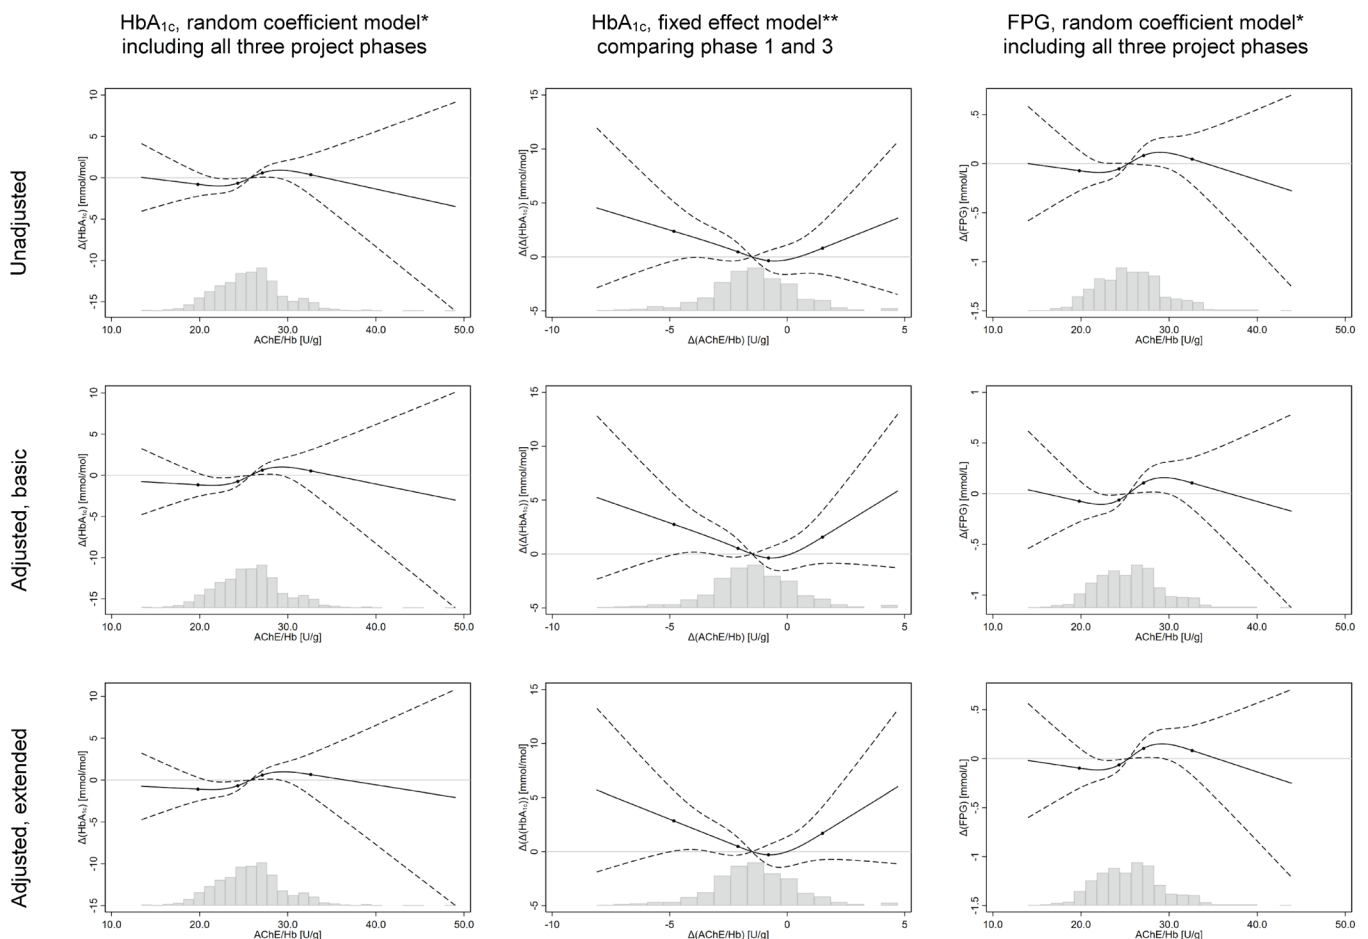 HbA1c, random coefficient model*
including all three project phases
HbA1c, fixed effect model**
comparing phase 1 and 3
FPG, random coefficient model*
including all three project phases
Unadjusted
Δ(HbA1c) [mmol/mol]
10
5
0
-5
-10
-15
10.0 20.0 30.0 40.0 50.0
AChE/Hb [U/g]
Δ(Δ(HbA1c)) [mmol/mol]
15
10
5
0
-5
-10 -5 0 5
Δ(AChE/Hb) [U/g]
Δ(FPG) [mmol/L]
.5
0
-.5
-1
-1.5
10.0 20.0 30.0 40.0 50.0
AChE/Hb [U/g]
Adjusted, basic
Δ(HbA1c) [mmol/mol]
10
5
0
-5
-10
-15
10.0 20.0 30.0 40.0 50.0
AChE/Hb [U/g]
Δ(Δ(HbA1c)) [mmol/mol]
15
10
5
0
-5
-10 -5 0 5
Δ(AChE/Hb) [U/g]
Δ(FPG) [mmol/L]
1
.5
0
-.5
-1
10.0 20.0 30.0 40.0 50.0
AChE/Hb [U/g]
Adjusted, extended
Δ(HbA1c) [mmol/mol]
10
5
0
-5
-10
-15
10.0 20.0 30.0 40.0 50.0
AChE/Hb [U/g]
Δ(Δ(HbA1c)) [mmol/mol]
15
10
5
0
-5
-10 -5 0 5
Δ(AChE/Hb) [U/g]
Δ(FPG) [mmol/L]
.5
0
-.5
-1
-1.5
10.0 20.0 30.0 40.0 50.0
AChE/Hb [U/g]